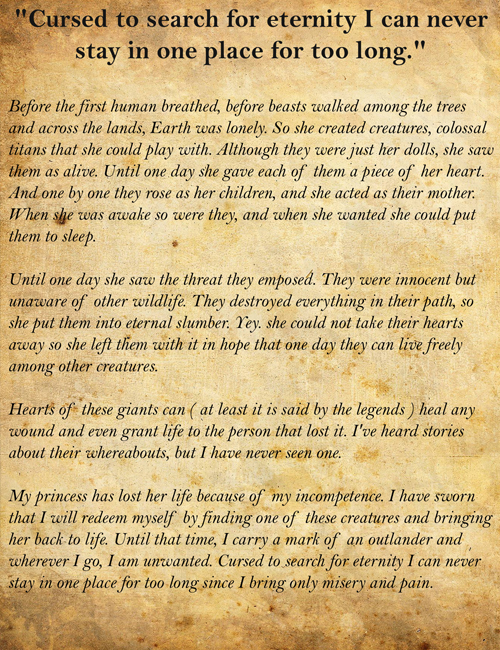 "Cursed to search for eternity I can never
stay in one place for too long."
Before the first human breathed, before beasts walked among the trees
and across the lands, Earth was lonely. So she created creatures, colossal
titans that she could play with. Although they were just her dolls, she saw
them as alive. Until one day she gave each of them a piece of her heart.
And one by one they rose as her children, and she acted as their mother.
When she was awake so were they, and when she wanted she could put
them to sleep.
Until one day she saw the threat they emposed. They were innocent but
unaware of other wildlife. They destroyed everything in their path, so
she put them into eternal slumber. Yey. she could not take their hearts
away so she left them with it in hope that one day they can live freely
among other creatures.
Hearts of these giants can ( at least it is said by the legends ) heal any
wound and even grant life to the person that lost it. I've heard stories
about their whereabouts, but I have never seen one.
My princess has lost her life because of my incompetence. I have sworn
that I will redeem myself by finding one of these creatures and bringing
her back to life. Until that time, I carry a mark of an outlander and
wherever I go, I am unwanted. Cursed to search for eternity I can never
stay in one place for too long since I bring only misery and pain.